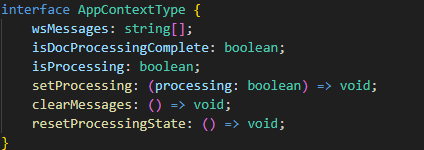 interface AppContextType {
    wsMessages: string[];
    isDocProcessingComplete: boolean;
    isProcessing: boolean;
    setProcessing: (processing: boolean) => void;
    clearMessages: () => void;
    resetProcessingState: () => void;
}